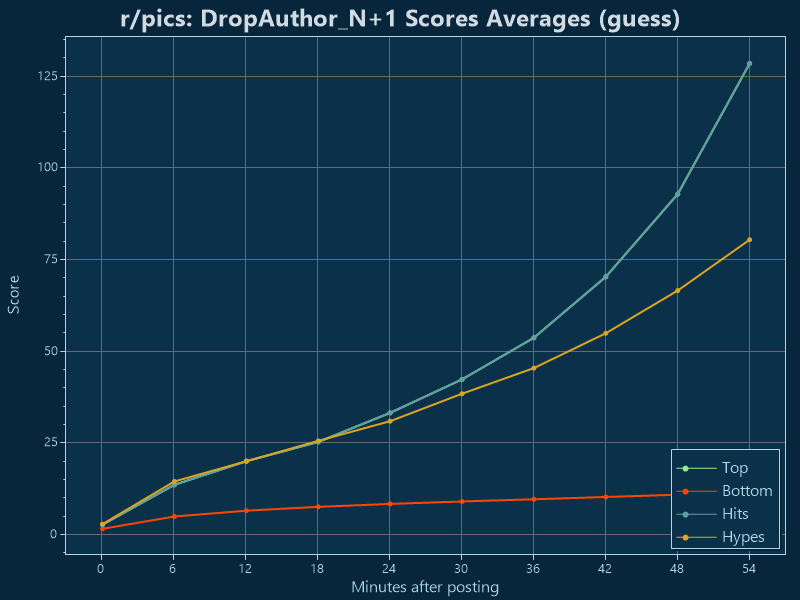 r/pics: DropAuthor_N+1 Scores Averages (guess)
125
100
75
50
25
0
Score
0 6 12 18 24 30 36 42 48 54
Minutes after posting
Top
Bottom
Hits
Hypes